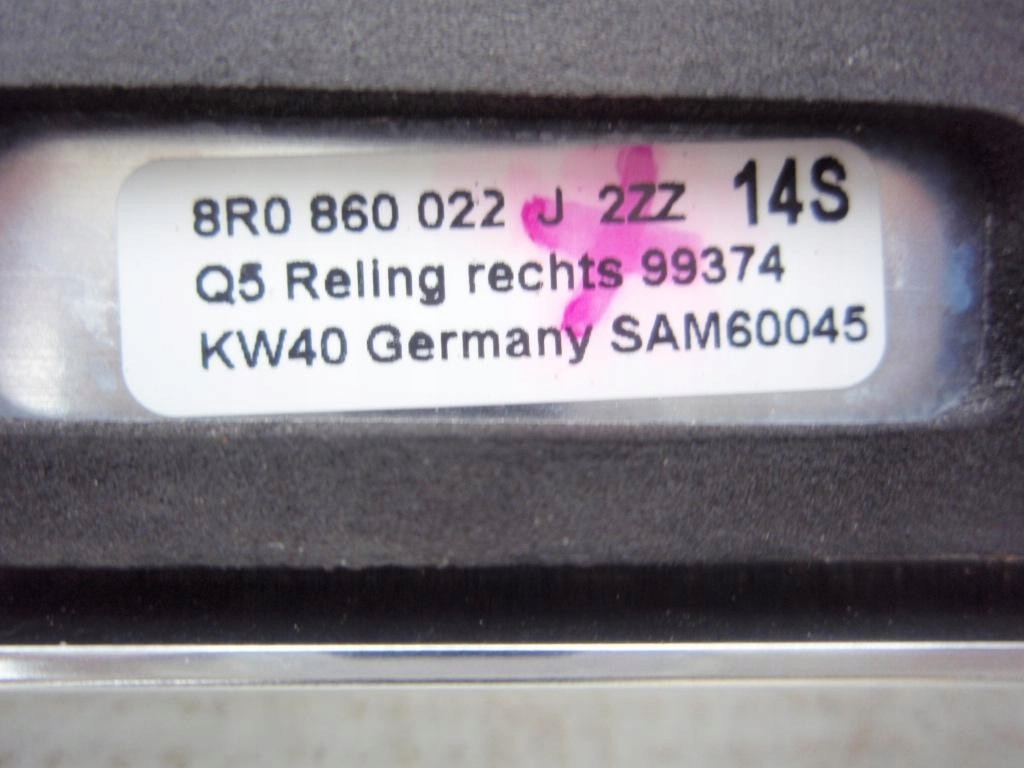 8R0 860 022 J 2ZZ 14S
Q5 Reling rechts 99374
KW40 Germany SAM60045